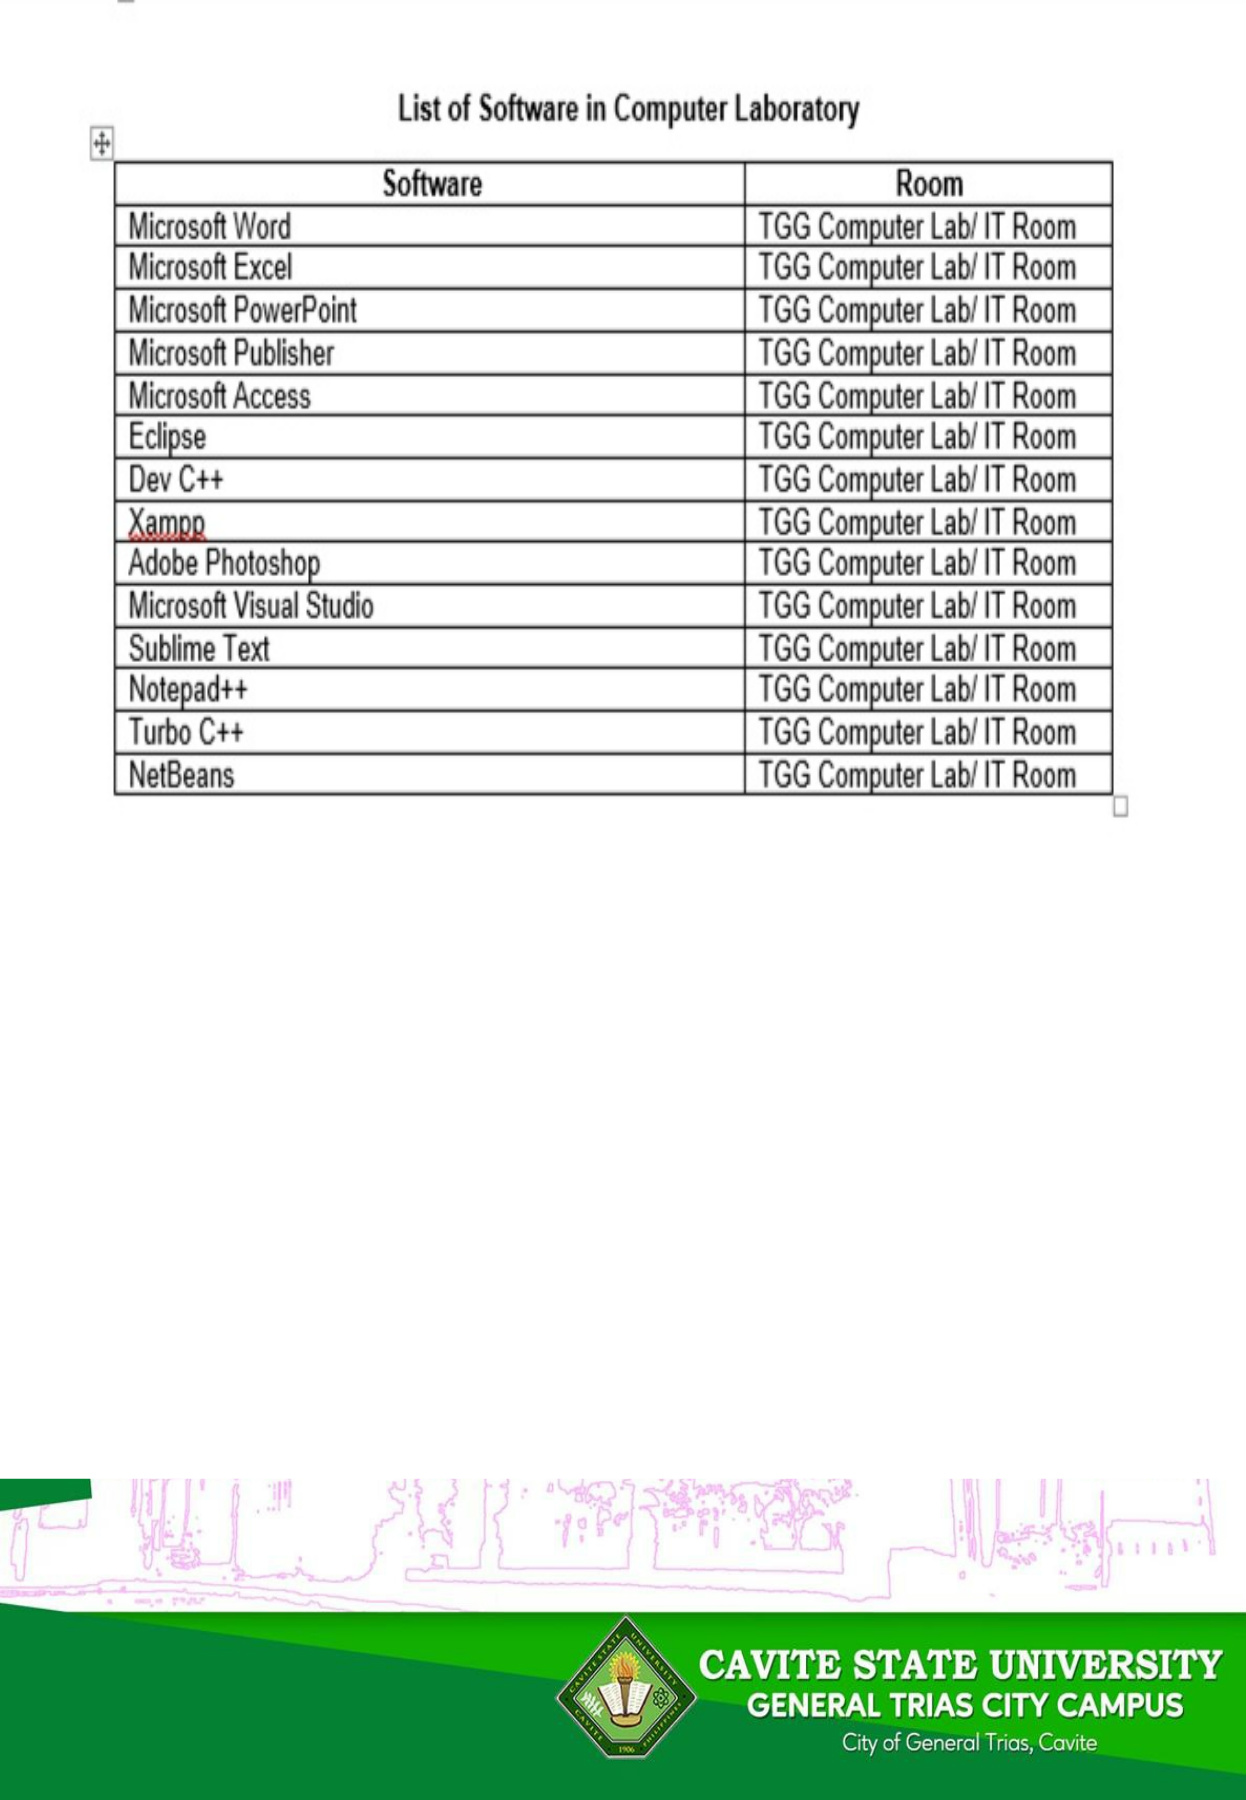 List of Software in Computer Laboratory
Software Room
Microsoft Word TGG Computer Lab/ IT Room
Microsoft Excel TGG Computer Lab/ IT Room
Microsoft PowerPoint TGG Computer Lab/ IT Room
Microsoft Publisher TGG Computer Lab/ IT Room
Microsoft Access TGG Computer Lab/ IT Room
Eclipse TGG Computer Lab/ IT Room
Dev C++ TGG Computer Lab/ IT Room
Xampp TGG Computer Lab/ IT Room
Adobe Photoshop TGG Computer Lab/ IT Room
Microsoft Visual Studio TGG Computer Lab/ IT Room
Sublime Text TGG Computer Lab/ IT Room
Notepad++ TGG Computer Lab/ IT Room
Turbo C++ TGG Computer Lab/ IT Room
NetBeans TGG Computer Lab/ IT Room
CAVITE STATE UNIVERSITY
CAVITE PHILIPPINES
1906
CAVITE STATE UNIVERSITY
GENERAL TRIAS CITY CAMPUS
City of General Trias, Cavite